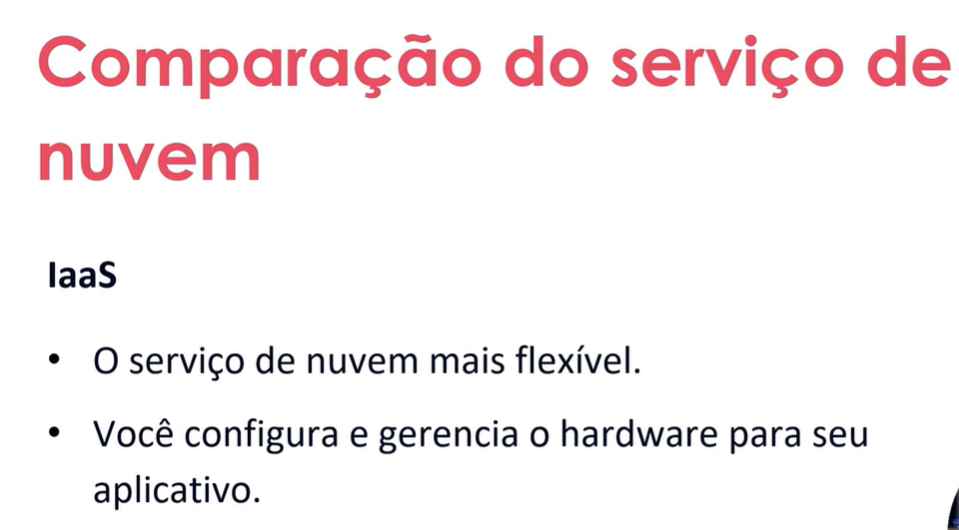 Comparação do serviço de
nuvem
IaaS
• O serviço de nuvem mais flexível.
• Você configura e gerencia o hardware para seu
aplicativo.